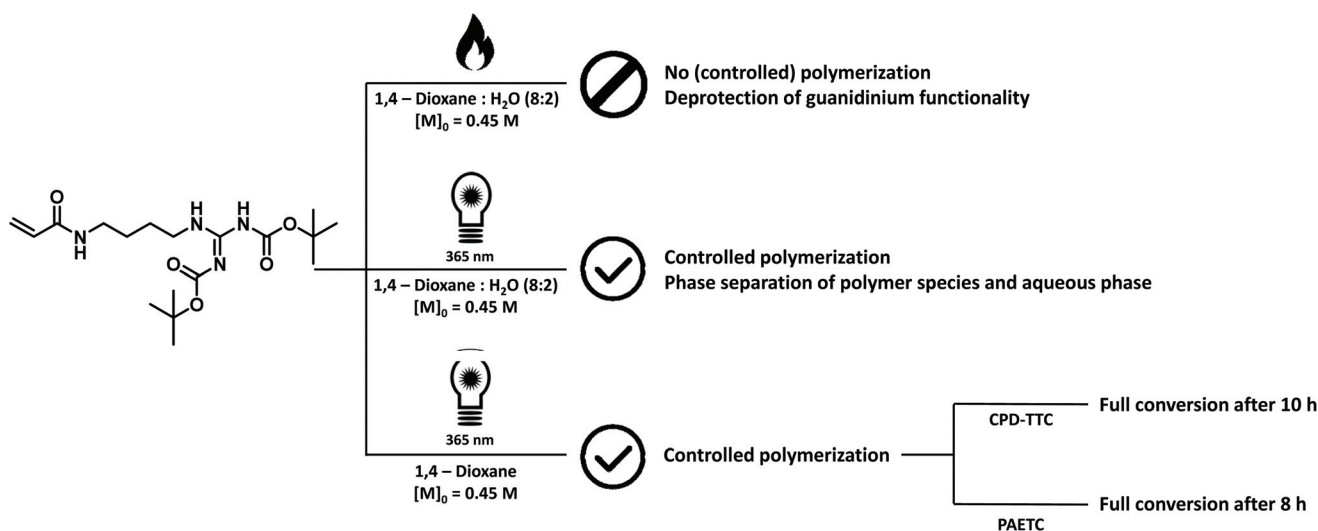 1,4 – Dioxane : H₂O (8:2)
[M]₀ = 0.45 M
No (controlled) polymerization
Deprotection of guanidinium functionality
O
N
H
H
N
H
N
N
O
O
O
O
365 nm
1,4 – Dioxane : H₂O (8:2)
[M]₀ = 0.45 M
Controlled polymerization
Phase separation of polymer species and aqueous phase
365 nm
1,4 – Dioxane
[M]₀ = 0.45 M
Controlled polymerization
CPD-TTC
Full conversion after 10 h
PAETC
Full conversion after 8 h